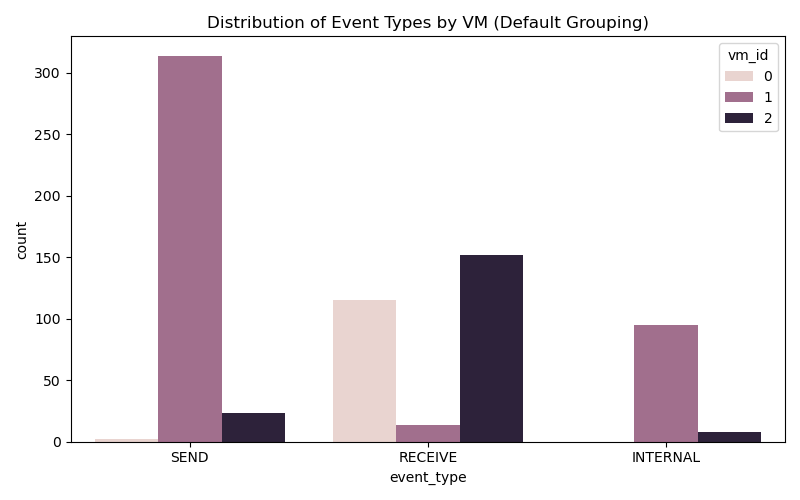 Distribution of Event Types by VM (Default Grouping)
vm_id
0
1
2
300
250
200
150
100
50
0
count
SEND
RECEIVE
INTERNAL
event_type